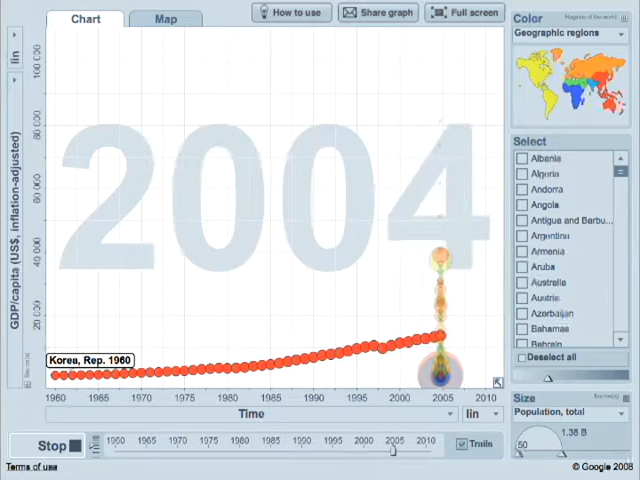 Chart
Map
How to use
Share graph
Full screen
Color
Geographic regions
lin
GDP/capita (US$, inflation-adjusted)
100 000
80 000
60 000
40 000
20 000
2004
Select
Albania
Algeria
Andorra
Angola
Antigua and Barbu...
Argentina
Armenia
Aruba
Australia
Austria
Azerbaijan
Bahamas
Bahrain
Deselect all
Korea, Rep. 1960
1960 1965 1970 1975 1980 1985 1990 1995 2000 2005 2010
Time
lin
Size
Population, total
1.38 B
50
Stop
1960 1965 1970 1975 1980 1985 1990 1995 2000 2005 2010
Trails
Terms of use
© Google 2008